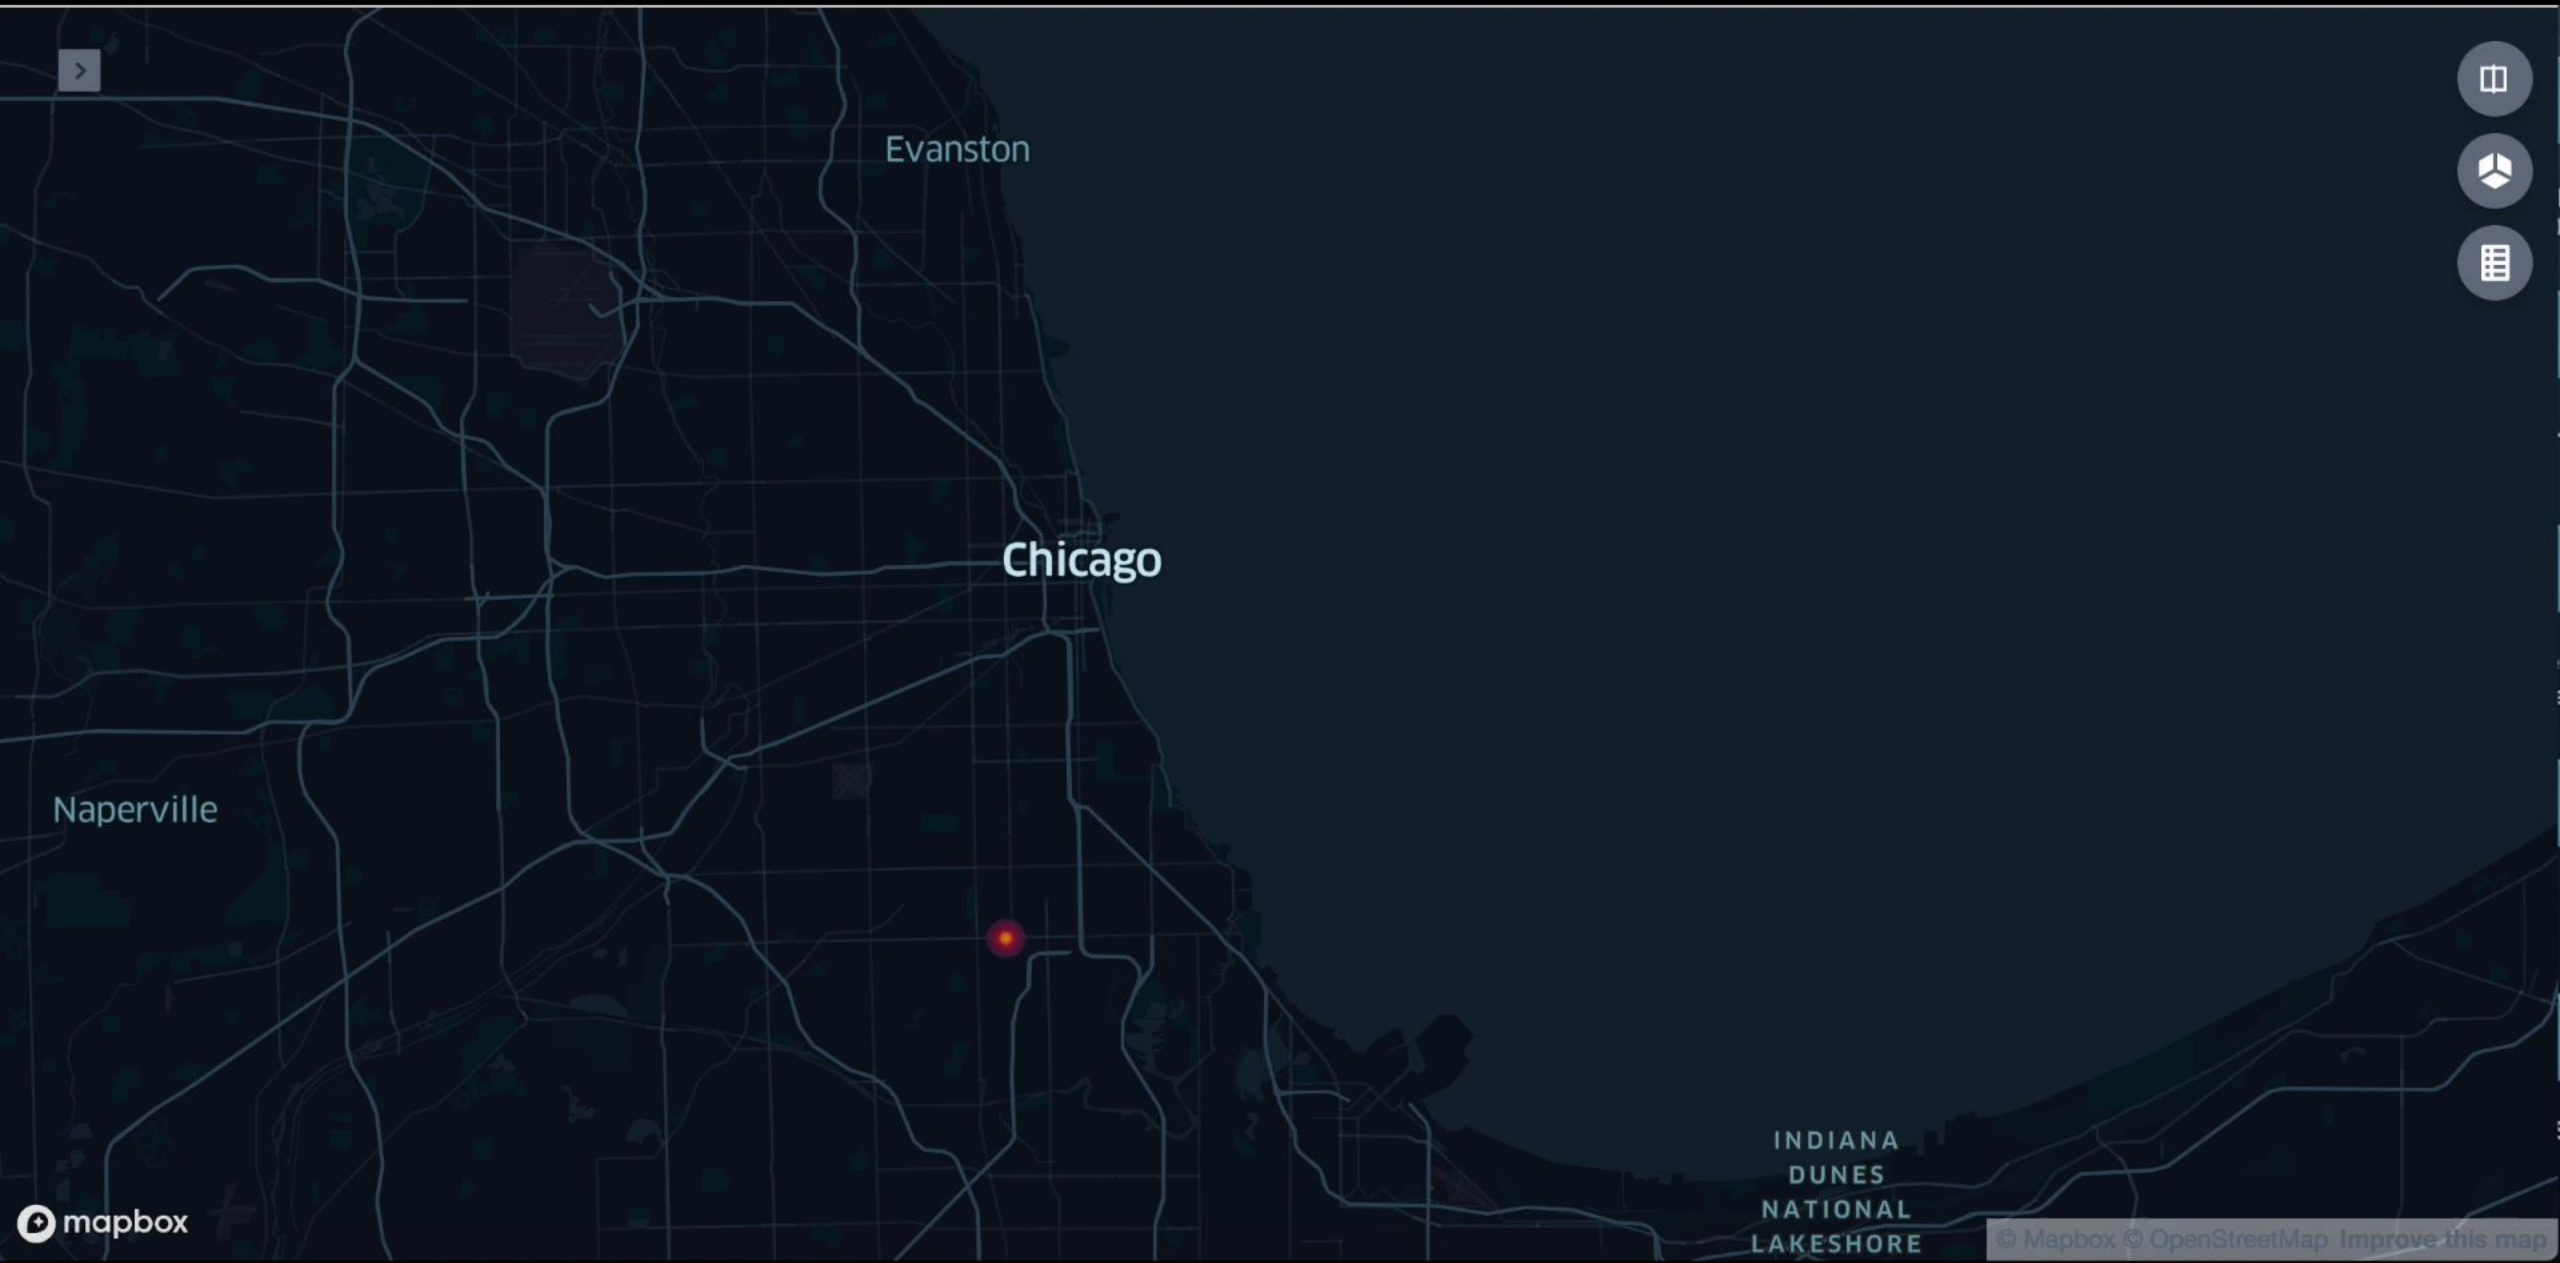 Evanston
Chicago
Naperville
INDIANA
DUNES
NATIONAL
LAKESHORE
mapbox
© Mapbox © OpenStreetMap Improve this map